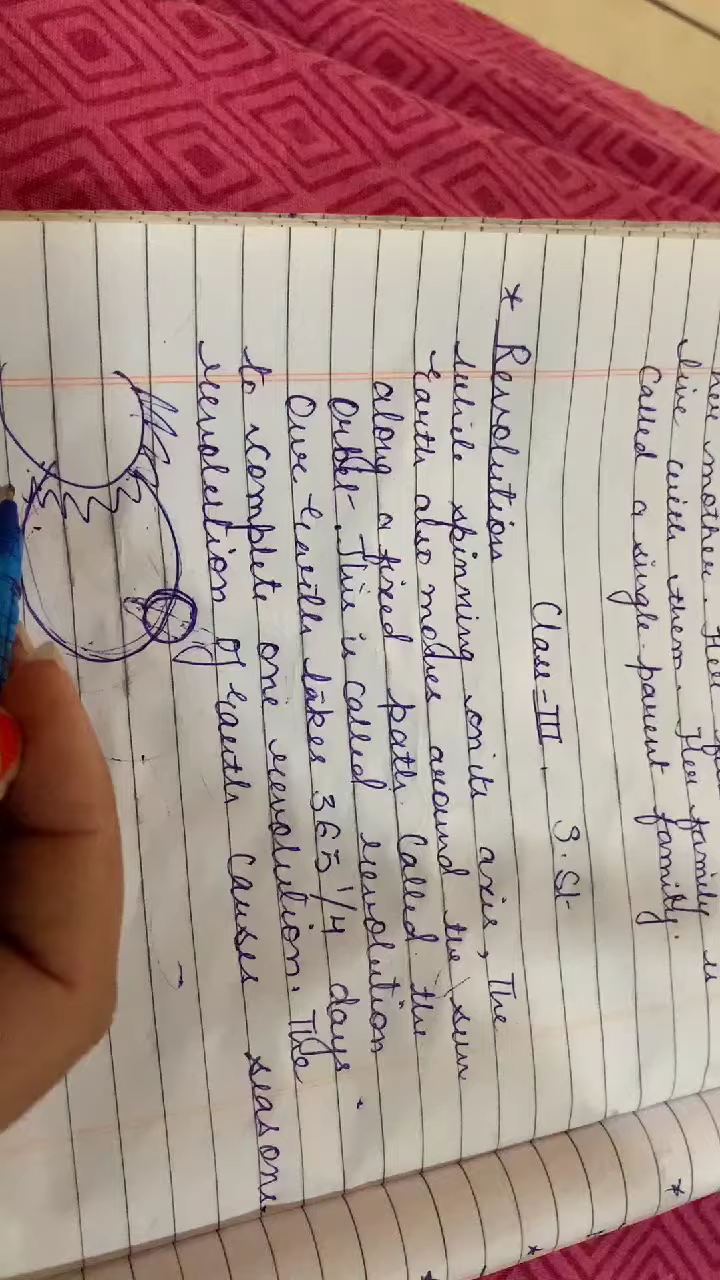 her mother. Her
live with them. Her family is
called a single-parent family.
Class-III. S.St
* Revolution
while spinning on its axis, The
earth also moves around the sun
along a fixed path. Called the
Orbit. This is called revolution
Our Earth takes 365 1/4 days.
to complete one revolution. The
revolution of Earth causes seasons